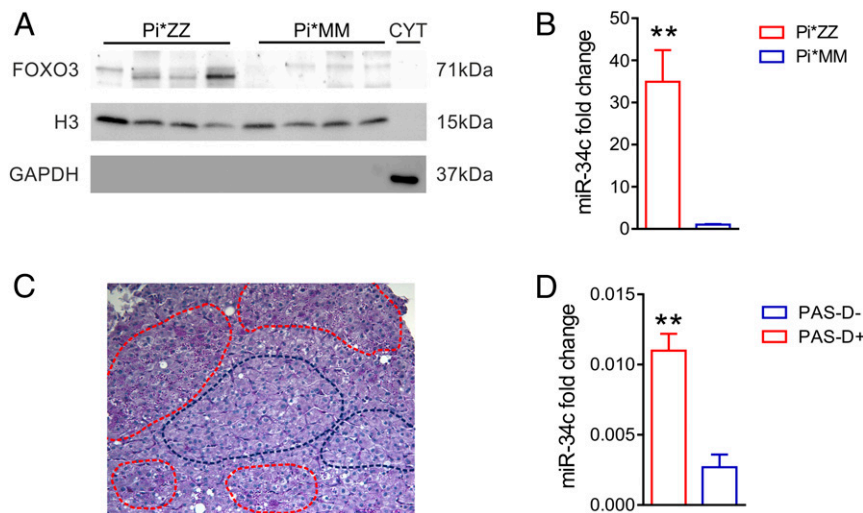 A
Pi*ZZ Pi*MM CYT
FOXO3 71kDa
H3 15kDa
GAPDH 37kDa
B
miR-34c fold change
50
40
30
20
10
0
**
Pi*ZZ
Pi*MM
C
D
miR-34c fold change
0.015
0.010
0.005
0.000
**
PAS-D-
PAS-D+